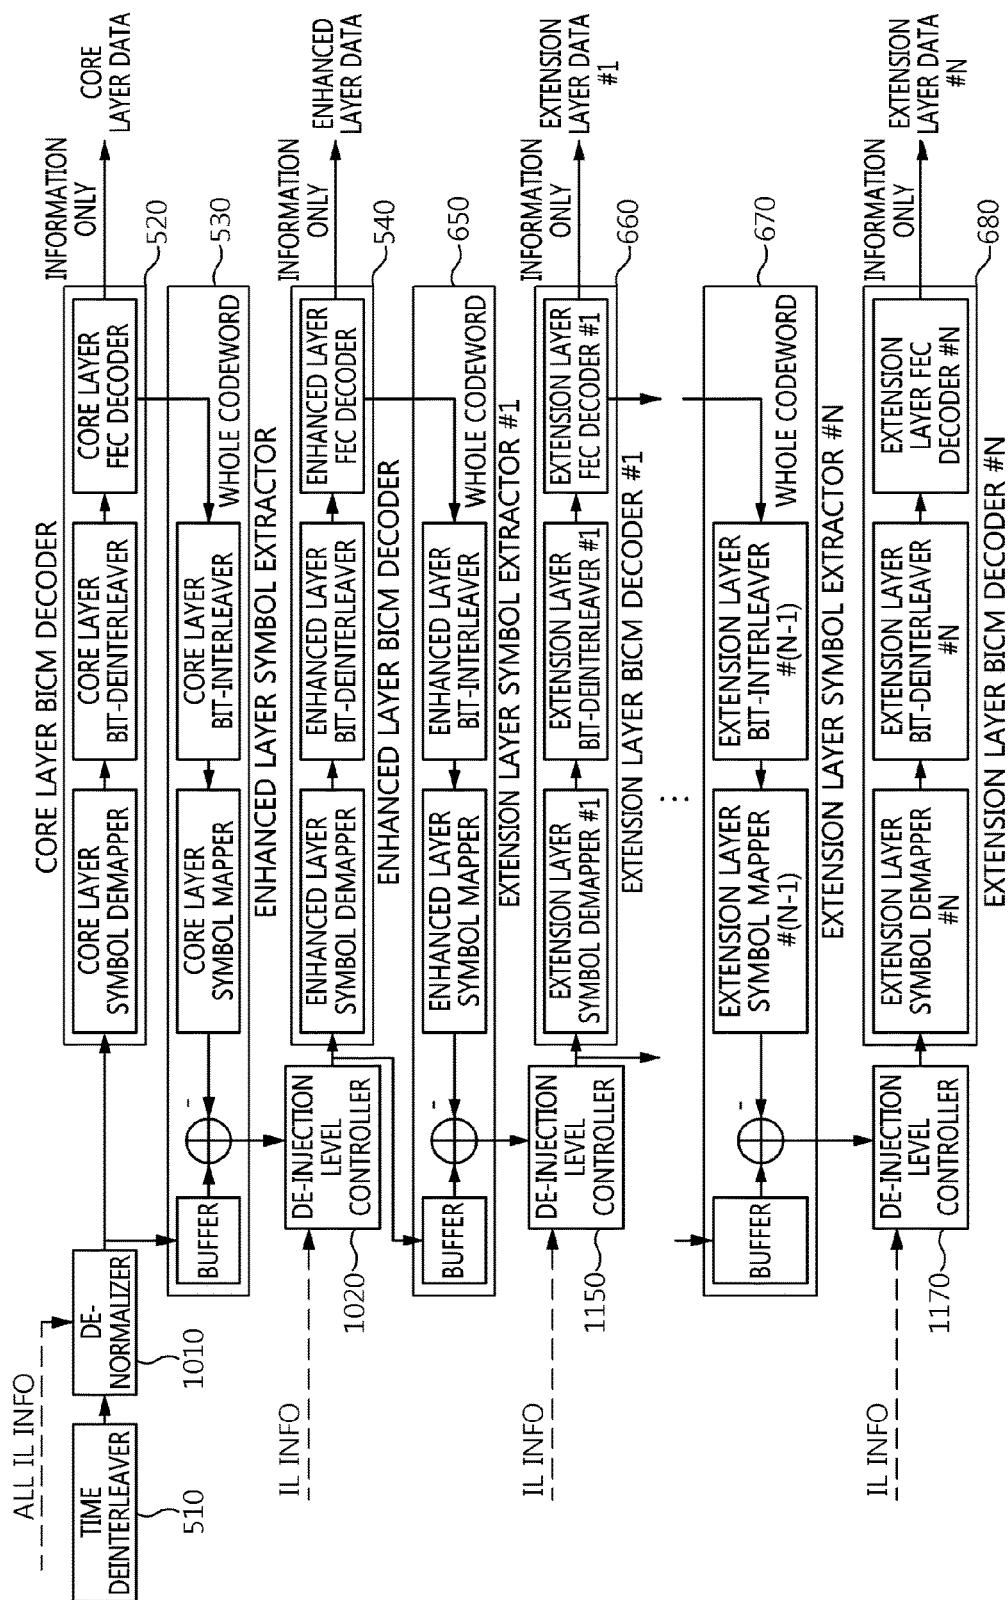 ALL IL INFO
TIME
DEINTERLEAVER
510
DE-
NORMALIZER
1010
CORE LAYER BICM DECODER
CORE LAYER
SYMBOL DEMAPPER
CORE LAYER
BIT-DEINTERLEAVER
CORE LAYER
FEC DECODER
INFORMATION
ONLY
CORE
LAYER DATA
520
BUFFER
-
CORE LAYER
SYMBOL MAPPER
CORE LAYER
BIT-INTERLEAVER
WHOLE CODEWORD
530
ENHANCED LAYER SYMBOL EXTRACTOR
IL INFO
DE-INJECTION
LEVEL
CONTROLLER
1020
ENHANCED LAYER
SYMBOL DEMAPPER
ENHANCED LAYER
BIT-DEINTERLEAVER
ENHANCED LAYER
FEC DECODER
INFORMATION
ONLY
ENHANCED
LAYER DATA
540
ENHANCED LAYER BICM DECODER
BUFFER
-
ENHANCED LAYER
SYMBOL MAPPER
ENHANCED LAYER
BIT-INTERLEAVER
WHOLE CODEWORD
650
EXTENSION LAYER SYMBOL EXTRACTOR #1
IL INFO
DE-INJECTION
LEVEL
CONTROLLER
1150
EXTENSION LAYER
SYMBOL DEMAPPER #1
EXTENSION LAYER
BIT-DEINTERLEAVER #1
EXTENSION LAYER
FEC DECODER #1
INFORMATION
ONLY
EXTENSION
LAYER DATA
#1
660
EXTENSION LAYER BICM DECODER #1
...
BUFFER
-
EXTENSION LAYER
SYMBOL MAPPER
#(N-1)
EXTENSION LAYER
BIT-INTERLEAVER
#(N-1)
WHOLE CODEWORD
670
EXTENSION LAYER SYMBOL EXTRACTOR #N
IL INFO
DE-INJECTION
LEVEL
CONTROLLER
1170
EXTENSION LAYER
SYMBOL DEMAPPER
#N
EXTENSION LAYER
BIT-DEINTERLEAVER
#N
EXTENSION
LAYER FEC
DECODER #N
INFORMATION
ONLY
EXTENSION
LAYER DATA
#N
680
EXTENSION LAYER BICM DECODER #N